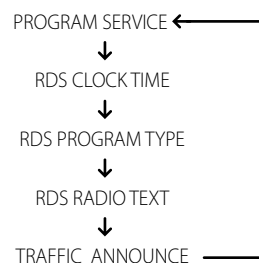 PROGRAM SERVICE
RDS CLOCK TIME
RDS PROGRAM TYPE
RDS RADIO TEXT
TRAFFIC ANNOUNCE